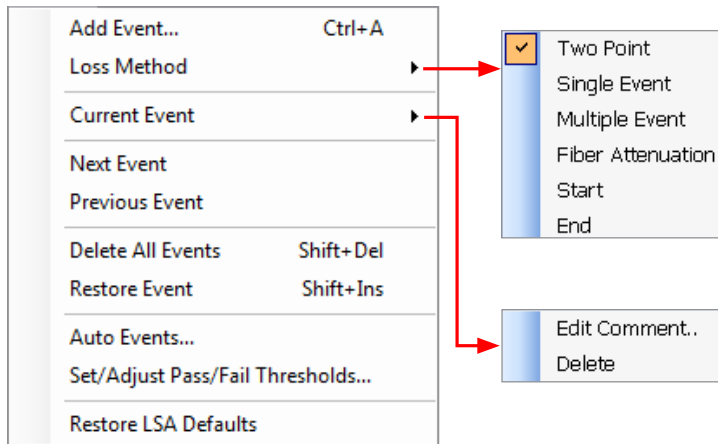 Add Event... Ctrl+A
Loss Method
Current Event
Next Event
Previous Event
Delete All Events Shift+Del
Restore Event Shift+Ins
Auto Events...
Set/Adjust Pass/Fail Thresholds...
Restore LSA Defaults
Two Point
Single Event
Multiple Event
Fiber Attenuation
Start
End
Edit Comment..
Delete